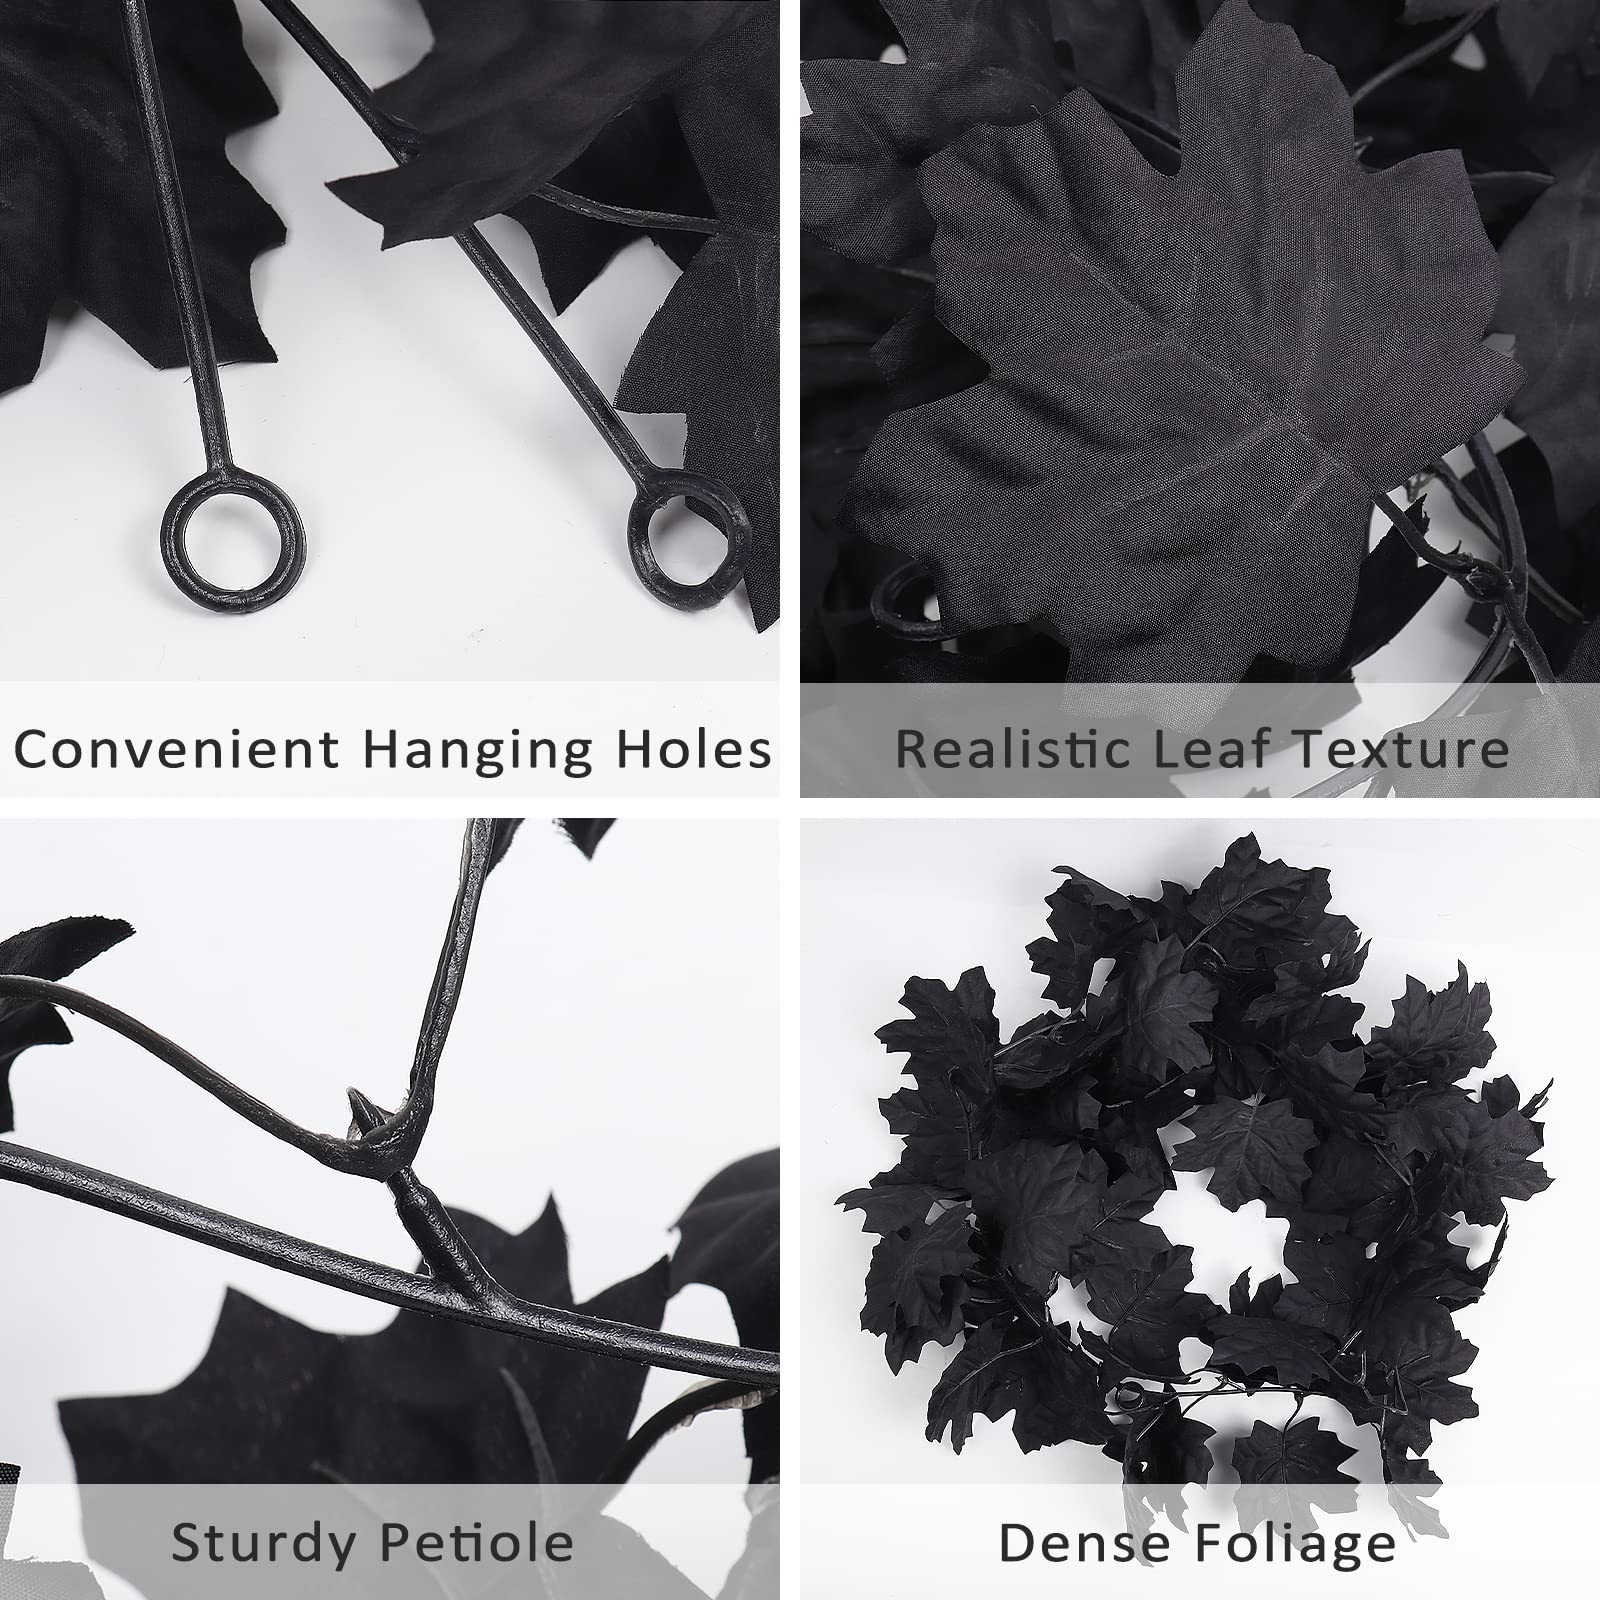 Convenient Hanging Holes
Realistic Leaf Texture
Sturdy Petiole
Dense Foliage